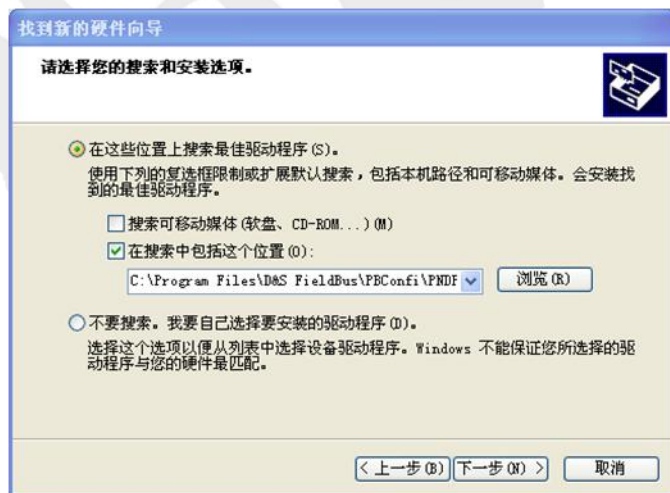 找到新的硬件向导
请选择您的搜索和安装选项。
在这些位置上搜索最佳驱动程序(S)。
使用下列的复选框限制或扩展默认搜索，包括本机路径和可移动媒体。会安装找
到的最佳驱动程序。
搜索可移动媒体(软盘、CD-ROM...)(M)
在搜索中包括这个位置(O):
C:\Program Files\D&S FieldBus\PBConfi\PNDF
浏览(R)
不要搜索。我要自己选择要安装的驱动程序(D)。
选择这个选项以便从列表中选择设备驱动程序。Windows 不能保证您所选择的驱
动程序与您的硬件最匹配。
< 上一步(B) 下一步(N) > 取消